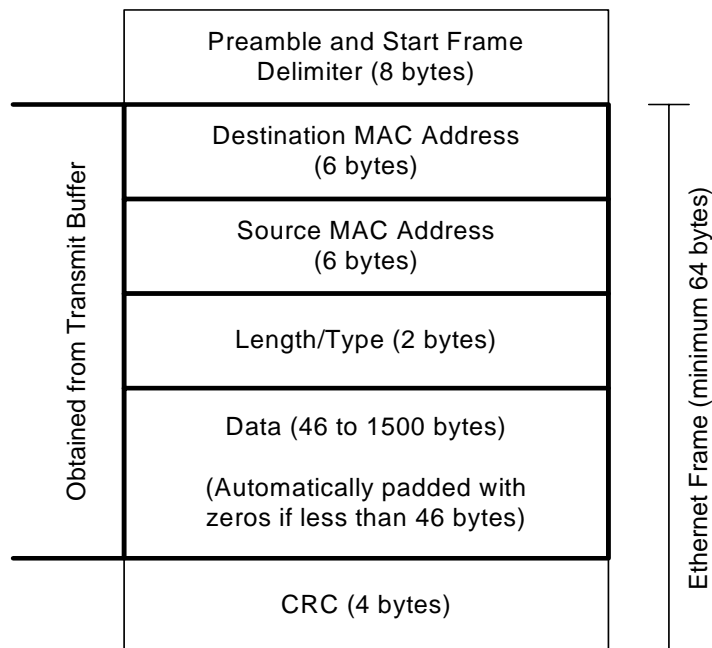 Preamble and Start Frame
Delimiter (8 bytes)
Destination MAC Address
(6 bytes)
Source MAC Address
(6 bytes)
Length/Type (2 bytes)
Data (46 to 1500 bytes)
(Automatically padded with
zeros if less than 46 bytes)
CRC (4 bytes)
Obtained from Transmit Buffer
Ethernet Frame (minimum 64 bytes)